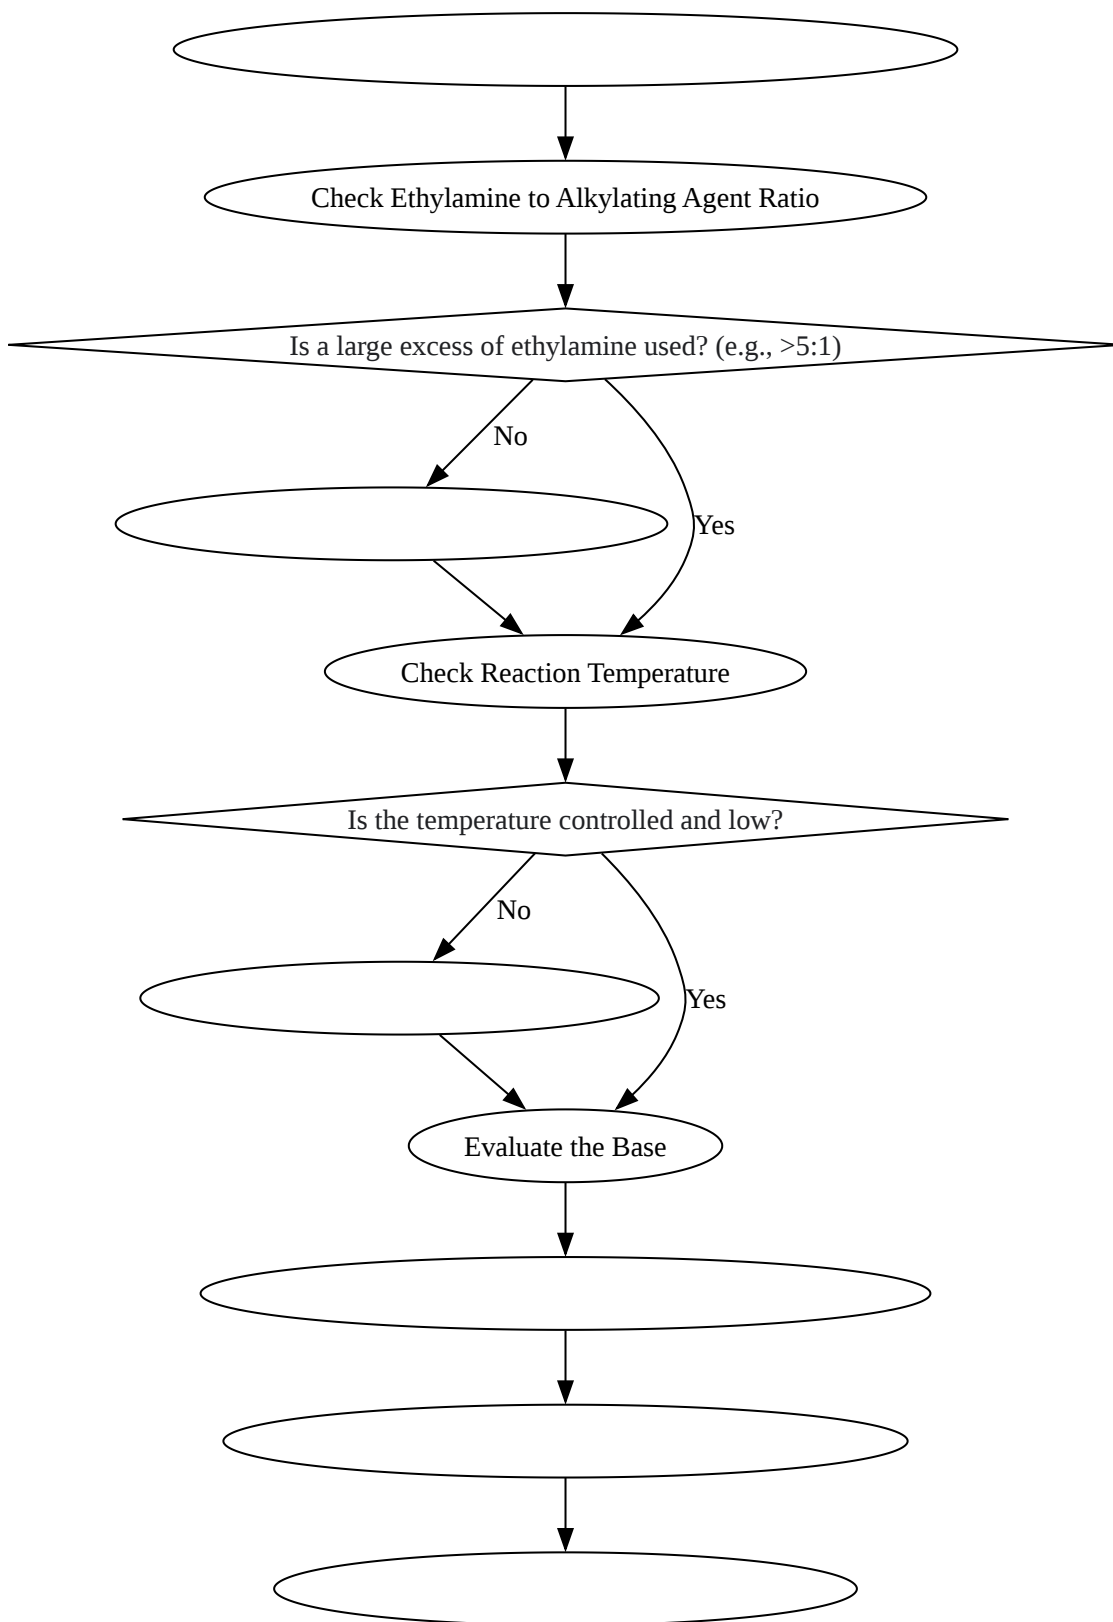 Check Ethylamine to Alkylating Agent Ratio
Is a large excess of ethylamine used? (e.g., >5:1)
No
Yes
Check Reaction Temperature
Is the temperature controlled and low?
No
Yes
Evaluate the Base